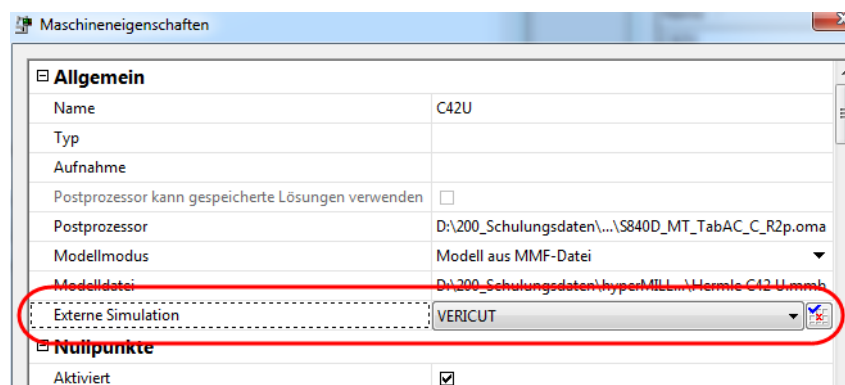 Maschineneigenschaften
Allgemein
Name C42U
Typ
Aufnahme
Postprozessor kann gespeicherte Lösungen verwenden
Postprozessor D:\200_Schulungsdaten\...\S840D_MT_TabAC_C_R2p.oma
Modellmodus Modell aus MMF-Datei
Modelldatei D:\200_Schulungsdaten\hyperMILL...\Hermle C42 U.mmb
Externe Simulation VERICUT
Nullpunkte
Aktiviert